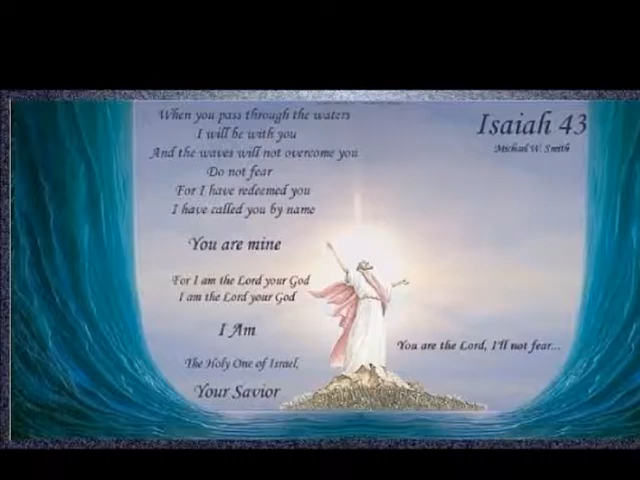 When you pass through the waters
I will be with you
And the waves will not overcome you
Do not fear
For I have redeemed you
I have called you by name
You are mine
For I am the Lord your God
I am the Lord your God
I Am
The Holy One of Israel,
Your Savior
Isaiah 43
Michael W. Smith
You are the Lord, I'll not fear...